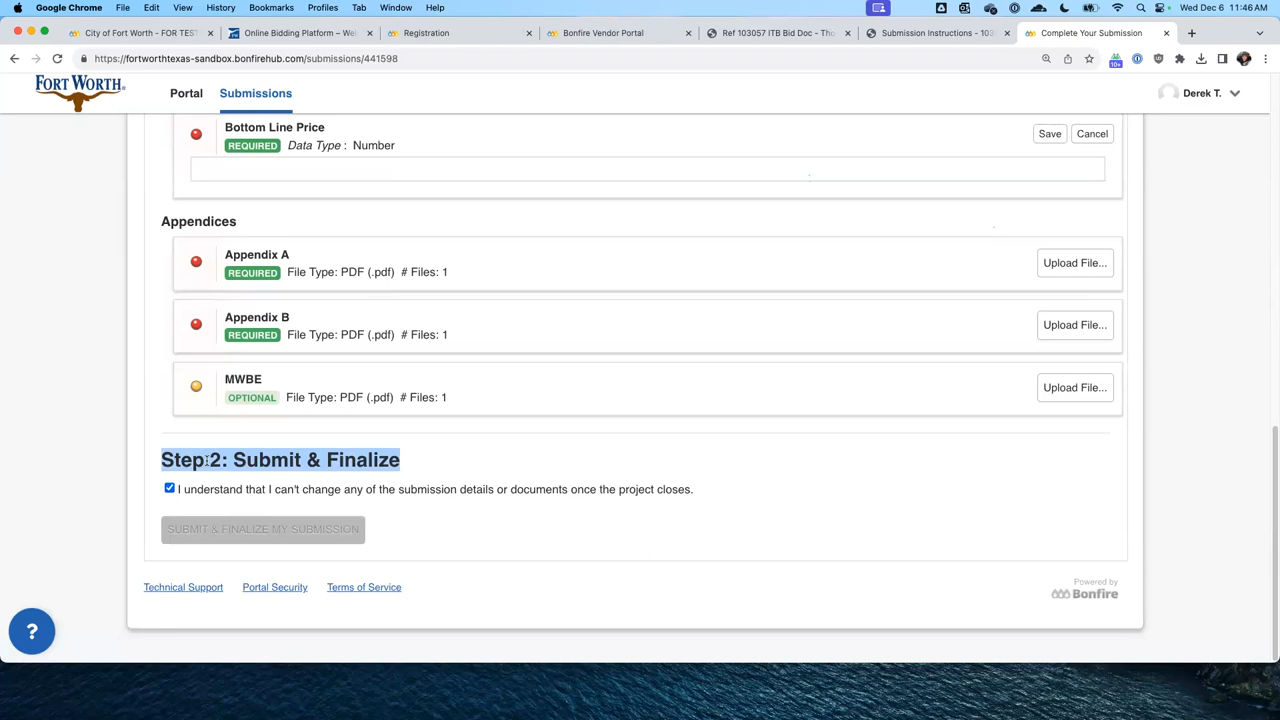 Google Chrome File Edit View History Bookmarks Profiles Tab Window Help Wed Dec 6 11:46 AM
City of Fort Worth - FOR TEST Online Bidding Platform – We Registration Bonfire Vendor Portal Ref 103057 ITB Bid Doc - Tho Submission Instructions - 103 Complete Your Submission
https://fortworthtexas-sandbox.bonfirehub.com/submissions/441598
10+
FORT WORTH
Portal Submissions Derek T.
Bottom Line Price
REQUIRED Data Type : Number
Save Cancel
Appendices
Appendix A
REQUIRED File Type: PDF (.pdf) # Files: 1
Upload File...
Appendix B
REQUIRED File Type: PDF (.pdf) # Files: 1
Upload File...
MWBE
OPTIONAL File Type: PDF (.pdf) # Files: 1
Upload File...
Step 2: Submit & Finalize
I understand that I can't change any of the submission details or documents once the project closes.
SUBMIT & FINALIZE MY SUBMISSION
Technical Support Portal Security Terms of Service
Powered by
Bonfire
?